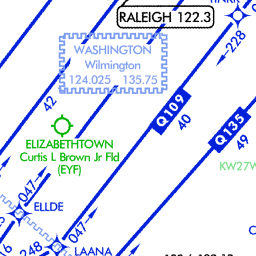 RALEIGH 122.3
WASHINGTON
Wilmington
124.025 135.75
228
42
Q109
40
Q135
49
ELIZABETHTOWN
Curtis L Brown Jr Fld
(EYF)
KW27W
047
ELLDE
047
248
16
LAANA